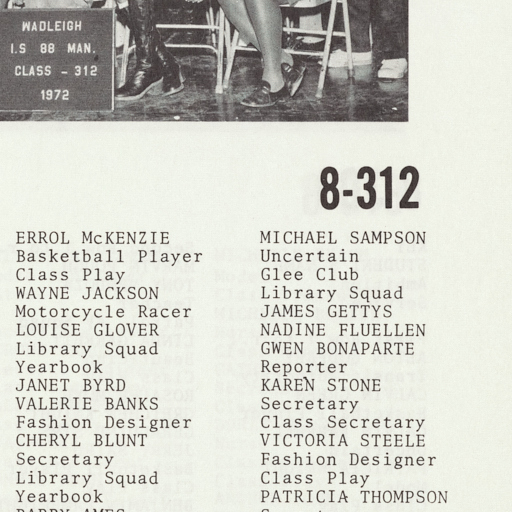 WADLEIGH
I.S 88 MAN.
CLASS - 312
1972
8-312
ERROL McKENZIE
Basketball Player
Class Play
WAYNE JACKSON
Motorcycle Racer
LOUISE GLOVER
Library Squad
Yearbook
JANET BYRD
VALERIE BANKS
Fashion Designer
CHERYL BLUNT
Secretary
Library Squad
Yearbook
MICHAEL SAMPSON
Uncertain
Glee Club
Library Squad
JAMES GETTYS
NADINE FLUELLEN
GWEN BONAPARTE
Reporter
KAREN STONE
Secretary
Class Secretary
VICTORIA STEELE
Fashion Designer
Class Play
PATRICIA THOMPSON